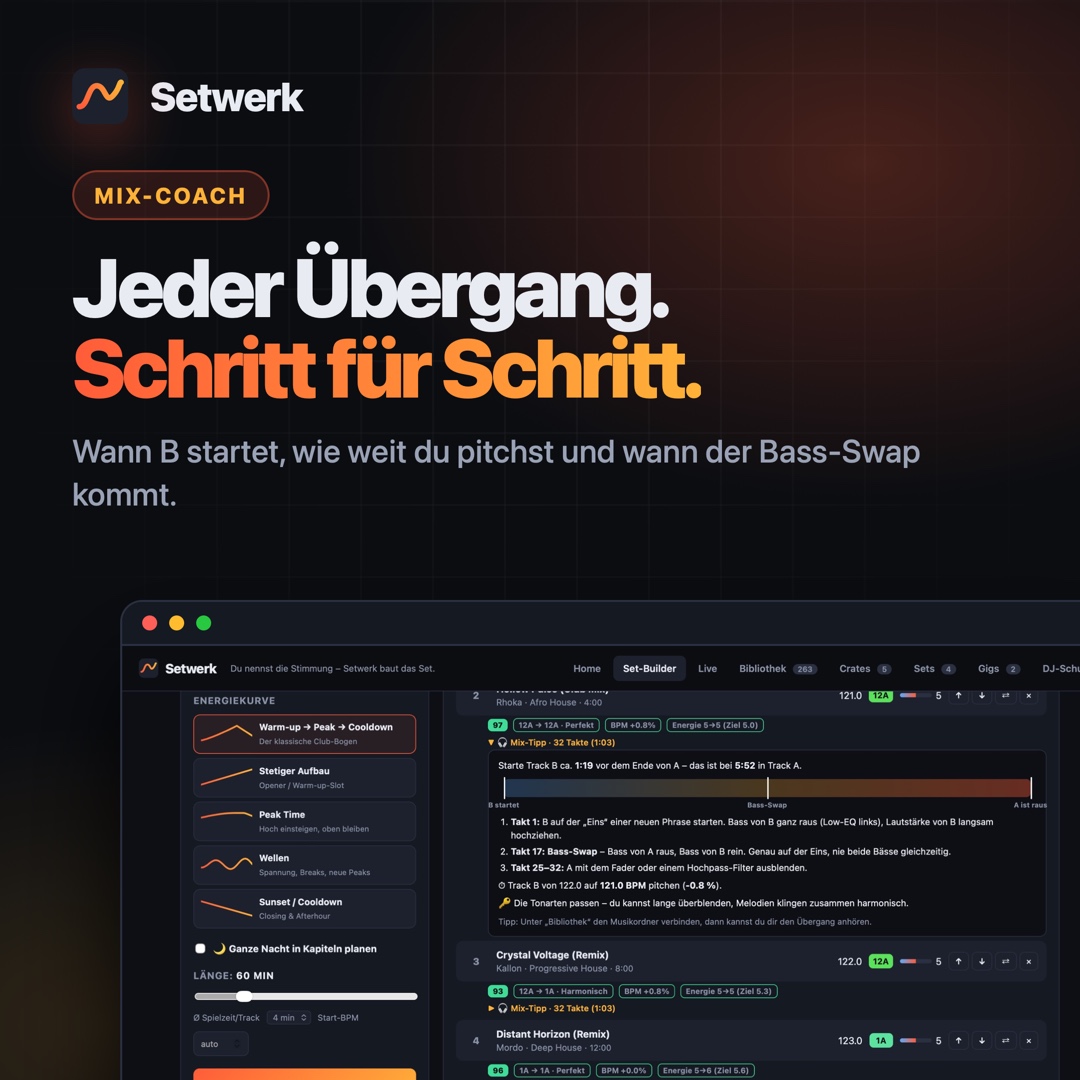 Setwerk
MIX-COACH
Jeder Übergang.
Schritt für Schritt.
Wann B startet, wie weit du pitchst und wann der Bass-Swap
kommt.
Setwerk
Du nennst die Stimmung – Setwerk baut das Set.
Home
Set-Builder
Live
Bibliothek 263
Crates 5
Sets 4
Gigs 2
DJ-Schu
ENERGIEKURVE
Warm-up → Peak → Cooldown
Der klassische Club-Bogen
Stetiger Aufbau
Opener / Warm-up-Slot
Peak Time
Hoch einsteigen, oben bleiben
Wellen
Spannung, Breaks, neue Peaks
Sunset / Cooldown
Closing & Afterhour
🌙 Ganze Nacht in Kapiteln planen
LÄNGE: 60 MIN
Ø Spielzeit/Track 4 min Start-BPM
auto
2
121.0 12A 5 ↑ ↓ ⇄ ×
Rhoka · Afro House · 4:00
97 12A → 12A · Perfekt BPM +0.8% Energie 5→5 (Ziel 5.0)
▼ 🎧 Mix-Tipp · 32 Takte (1:03)
Starte Track B ca. 1:19 vor dem Ende von A – das ist bei 5:52 in Track A.
B startet Bass-Swap A ist raus
1. Takt 1: B auf der „Eins“ einer neuen Phrase starten. Bass von B ganz raus (Low-EQ links), Lautstärke von B langsam
hochziehen.
2. Takt 17: Bass-Swap – Bass von A raus, Bass von B rein. Genau auf der Eins, nie beide Bässe gleichzeitig.
3. Takt 25–32: A mit dem Fader oder einem Hochpass-Filter ausblenden.
⏱ Track B von 122.0 auf 121.0 BPM pitchen (-0.8 %).
🔑 Die Tonarten passen – du kannst lange überblenden, Melodien klingen zusammen harmonisch.
Tipp: Unter „Bibliothek“ den Musikordner verbinden, dann kannst du dir den Übergang anhören.
3 Crystal Voltage (Remix) 122.0 12A 5 ↑ ↓ ⇄ ×
Kallon · Progressive House · 8:00
93 12A → 1A · Harmonisch BPM +0.8% Energie 5→5 (Ziel 5.3)
▶ 🎧 Mix-Tipp · 32 Takte (1:03)
4 Distant Horizon (Remix) 123.0 1A 5 ↑ ↓ ⇄ ×
Mordo · Deep House · 12:00
96 1A → 1A · Perfekt BPM +0.0% Energie 5→6 (Ziel 5.6)